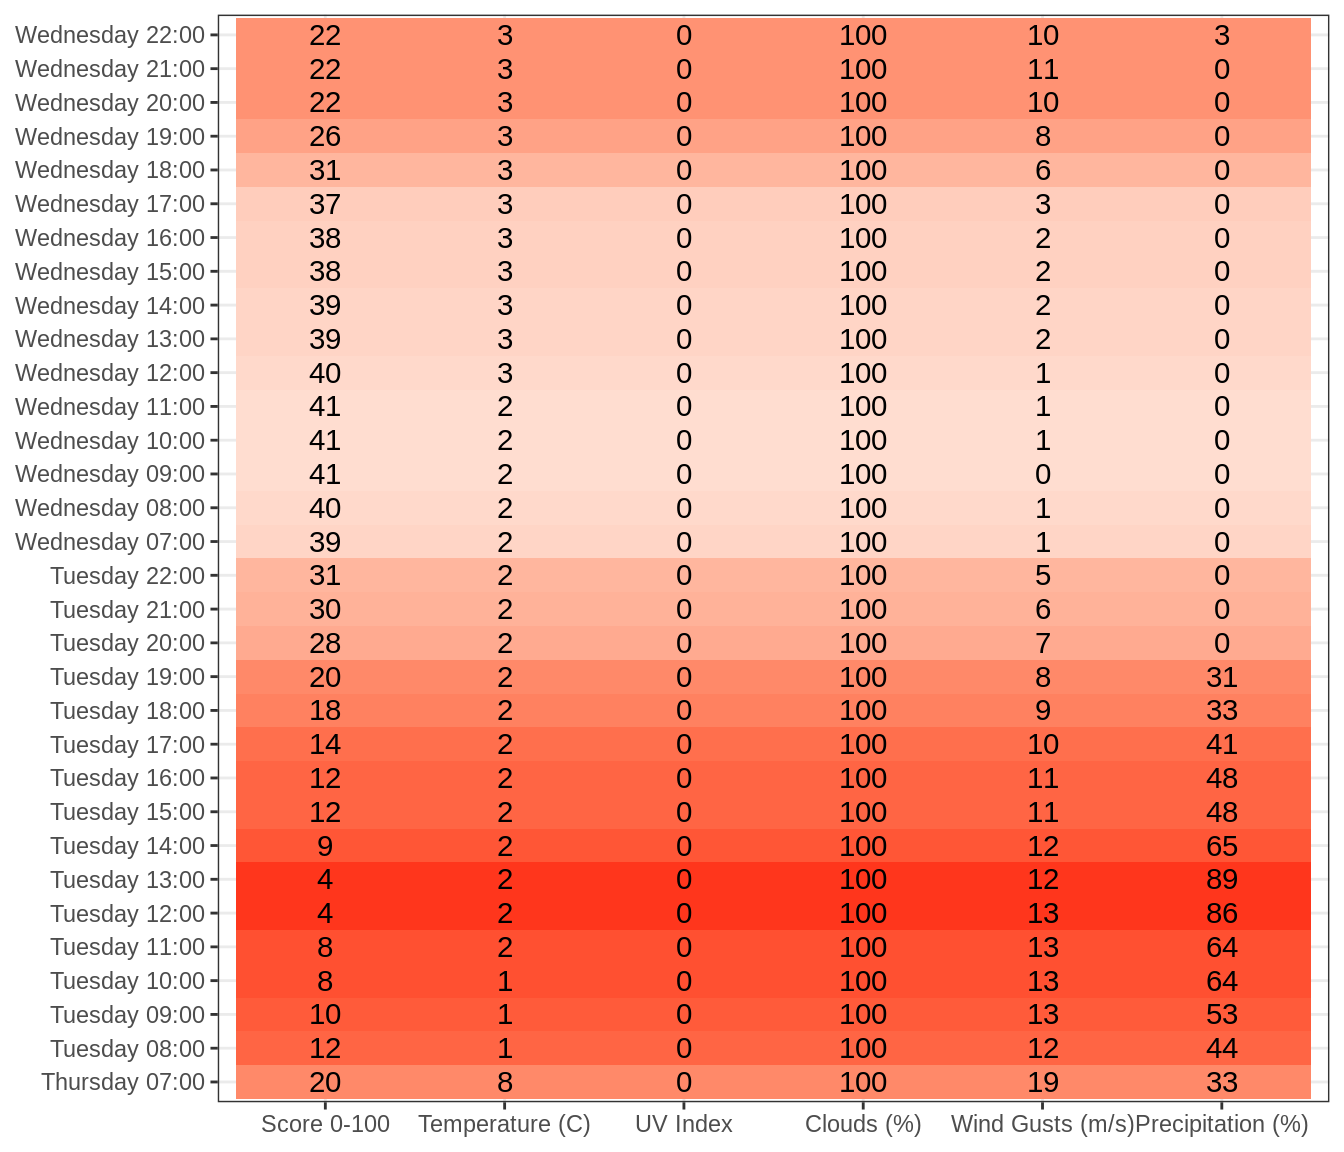 Wednesday 22:00 22 3 0 100 10 3
Wednesday 21:00 22 3 0 100 11 0
Wednesday 20:00 22 3 0 100 10 0
Wednesday 19:00 26 3 0 100 8 0
Wednesday 18:00 31 3 0 100 6 0
Wednesday 17:00 37 3 0 100 3 0
Wednesday 16:00 38 3 0 100 2 0
Wednesday 15:00 38 3 0 100 2 0
Wednesday 14:00 39 3 0 100 2 0
Wednesday 13:00 39 3 0 100 2 0
Wednesday 12:00 40 3 0 100 1 0
Wednesday 11:00 41 2 0 100 1 0
Wednesday 10:00 41 2 0 100 1 0
Wednesday 09:00 41 2 0 100 0 0
Wednesday 08:00 40 2 0 100 1 0
Wednesday 07:00 39 2 0 100 1 0
Tuesday 22:00 31 2 0 100 5 0
Tuesday 21:00 30 2 0 100 6 0
Tuesday 20:00 28 2 0 100 7 0
Tuesday 19:00 20 2 0 100 8 31
Tuesday 18:00 18 2 0 100 9 33
Tuesday 17:00 14 2 0 100 10 41
Tuesday 16:00 12 2 0 100 11 48
Tuesday 15:00 12 2 0 100 11 48
Tuesday 14:00 9 2 0 100 12 65
Tuesday 13:00 4 2 0 100 12 89
Tuesday 12:00 4 2 0 100 13 86
Tuesday 11:00 8 2 0 100 13 64
Tuesday 10:00 8 1 0 100 13 64
Tuesday 09:00 10 1 0 100 13 53
Tuesday 08:00 12 1 0 100 12 44
Thursday 07:00 20 8 0 100 19 33
Score 0-100 Temperature (C) UV Index Clouds (%) Wind Gusts (m/s) Precipitation (%)